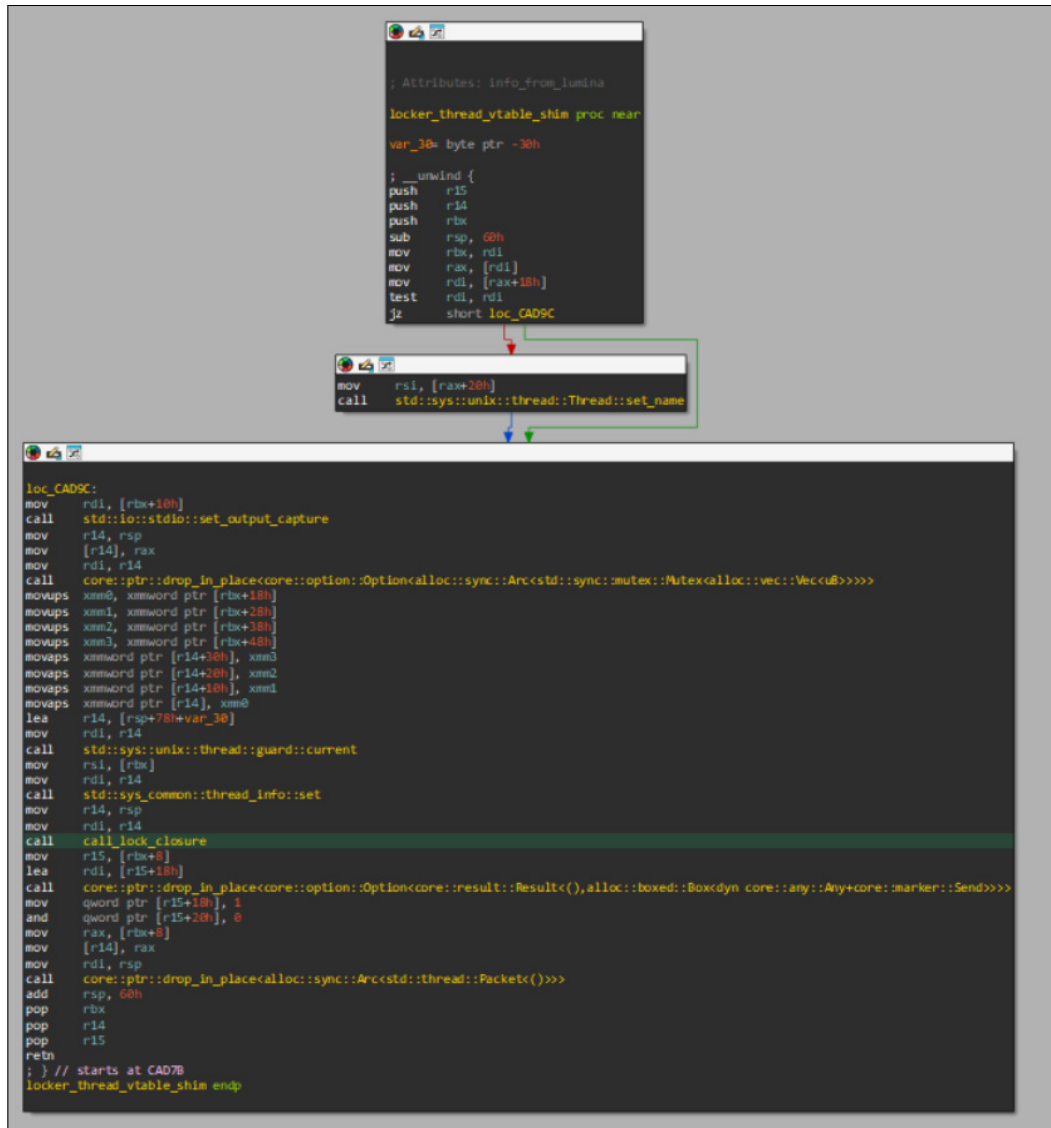 ; Attributes: info_from_lumina
locker_thread_vtable_shim proc near
var_30= byte ptr -30h
; __unwind {
push r15
push r14
push rbx
sub rsp, 60h
mov rbx, rdi
mov rax, [rdi]
mov rdi, [rax+18h]
test rdi, rdi
jz short loc_CAD9C
mov rsi, [rax+20h]
call std::sys::unix::thread::Thread::set_name
loc_CAD9C:
mov rdi, [rbx+10h]
call std::io::stdio::set_output_capture
mov r14, rsp
mov [r14], rax
mov rdi, r14
call core::ptr::drop_in_place<core::option::Option<alloc::sync::Arc<std::sync::mutex::Mutex<alloc::vec::Vec<u8>>>>>
movups xmm0, xmmword ptr [rbx+18h]
movups xmm1, xmmword ptr [rbx+28h]
movups xmm2, xmmword ptr [rbx+38h]
movups xmm3, xmmword ptr [rbx+48h]
movaps xmmword ptr [r14+30h], xmm3
movaps xmmword ptr [r14+20h], xmm2
movaps xmmword ptr [r14+10h], xmm1
movaps xmmword ptr [r14], xmm0
lea r14, [rsp+78h+var_30]
mov rdi, r14
call std::sys::unix::thread::guard::current
mov rsi, [rbx]
mov rdi, r14
call std::sys_common::thread_info::set
mov r14, rsp
mov rdi, r14
call call_lock_closure
mov r15, [rbx+8]
lea rdi, [r15+18h]
call core::ptr::drop_in_place<core::option::Option<core::result::Result<(),alloc::boxed::Box<dyn core::any::Any+core::marker::Send>>>>
mov qword ptr [r15+18h], 1
and qword ptr [r15+20h], 0
mov rax, [rbx+8]
mov [r14], rax
mov rdi, rsp
call core::ptr::drop_in_place<alloc::sync::Arc<std::thread::Packet<()>>>
add rsp, 60h
pop rbx
pop r14
pop r15
retn
; } // starts at CAD7B
locker_thread_vtable_shim endp